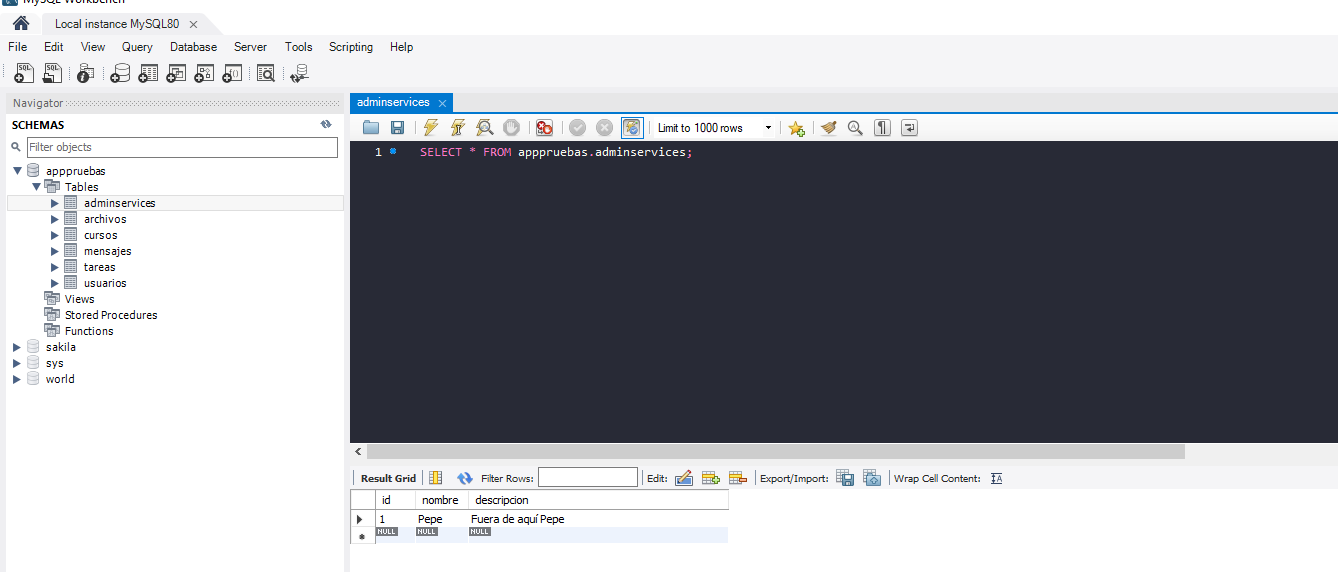 MySQL Workbench
Local instance MySQL80
File Edit View Query Database Server Tools Scripting Help
Navigator
SCHEMAS
Filter objects
apppruebas
Tables
adminservices
archivos
cursos
mensajes
tareas
usuarios
Views
Stored Procedures
Functions
sakila
sys
world
adminservices
Limit to 1000 rows
1 SELECT * FROM apppruebas.adminservices;
Result Grid Filter Rows: Edit: Export/Import: Wrap Cell Content:
id nombre descripcion
1 Pepe Fuera de aquí Pepe
NULL NULL NULL